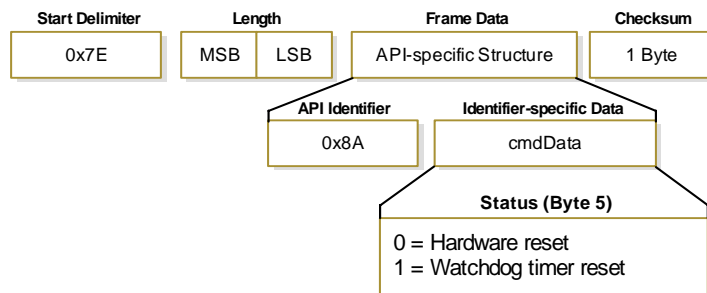 Start Delimiter Length Frame Data Checksum
0x7E MSB LSB API-specific Structure 1 Byte
API Identifier Identifier-specific Data
0x8A cmdData
Status (Byte 5)
0 = Hardware reset
1 = Watchdog timer reset